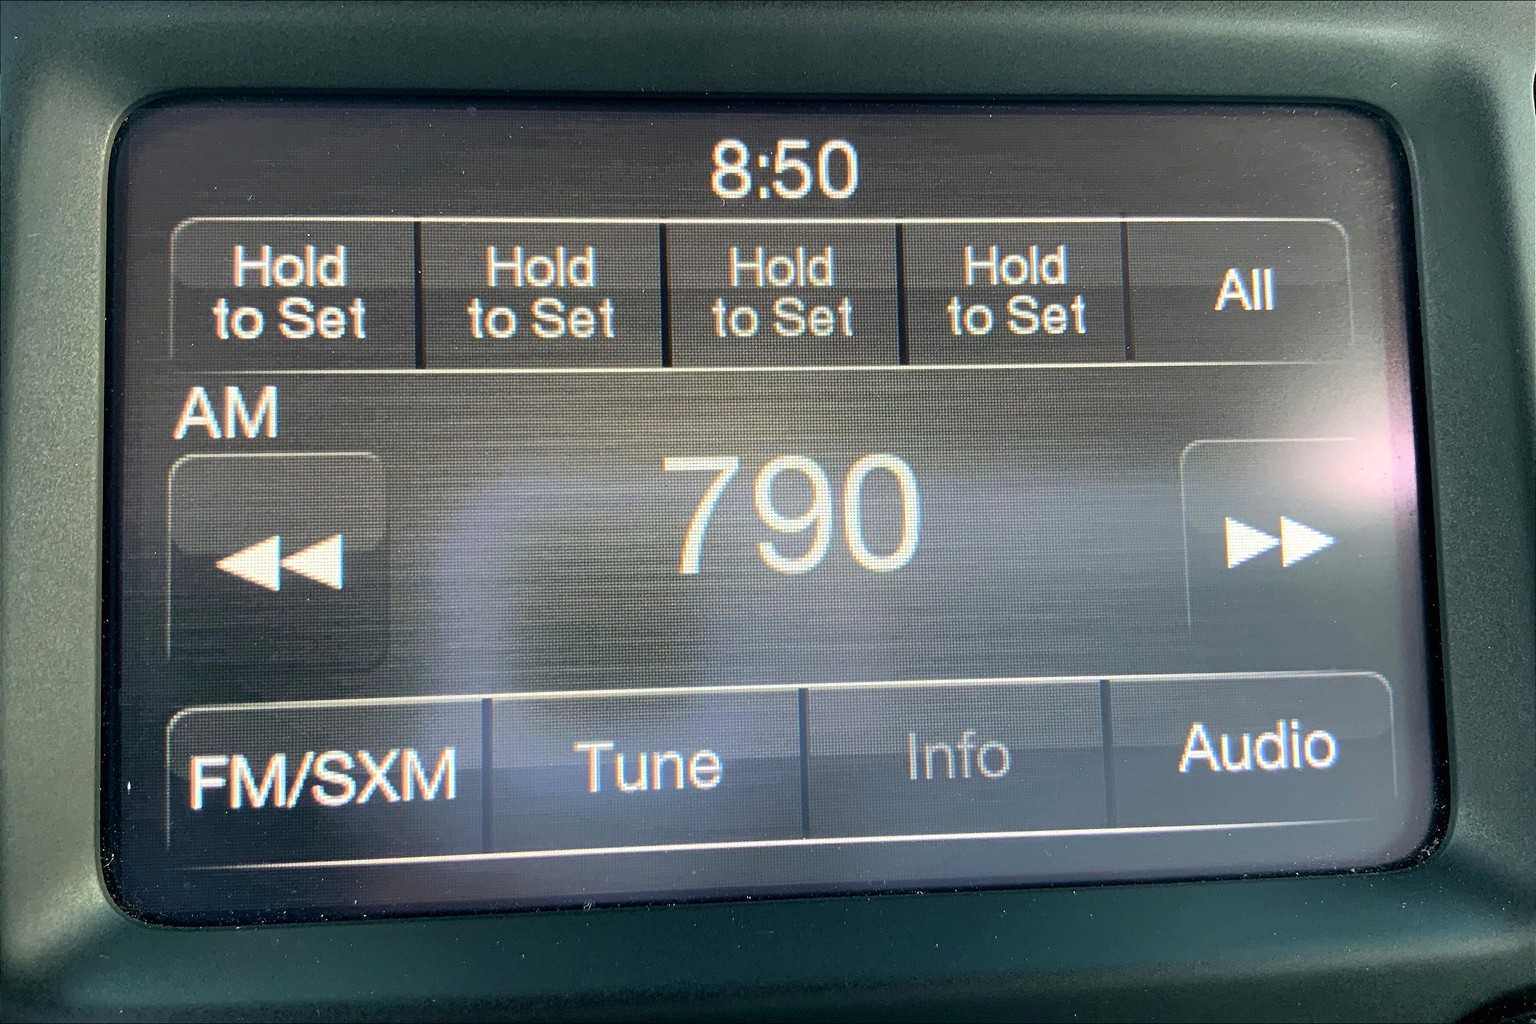 8:50
Hold
to Set
Hold
to Set
Hold
to Set
Hold
to Set
All
AM
790
FM/SXM
Tune
Info
Audio